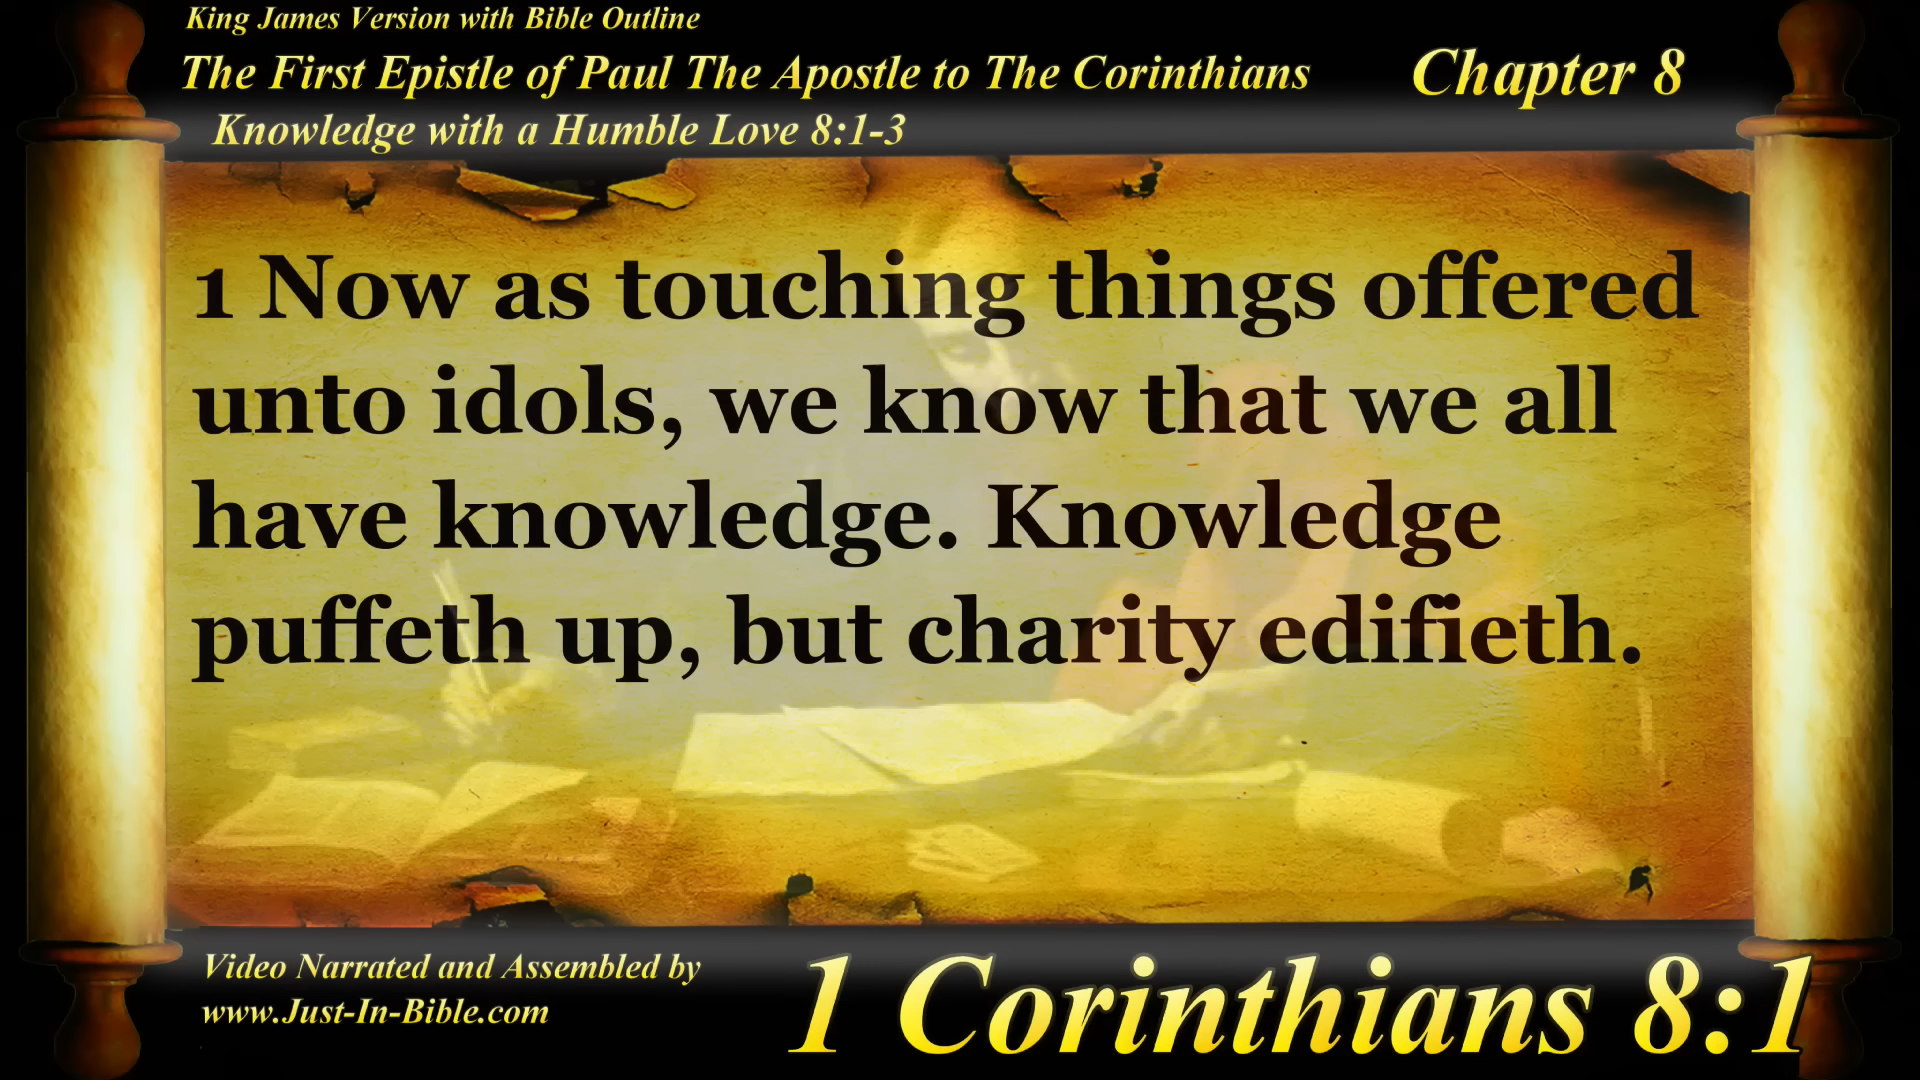 King James Version with Bible Outline
The First Epistle of Paul The Apostle to The Corinthians
Chapter 8
Knowledge with a Humble Love 8:1-3
1 Now as touching things offered
unto idols, we know that we all
have knowledge. Knowledge
puffeth up, but charity edifieth.
Video Narrated and Assembled by
www.Just-In-Bible.com
1 Corinthians 8:1